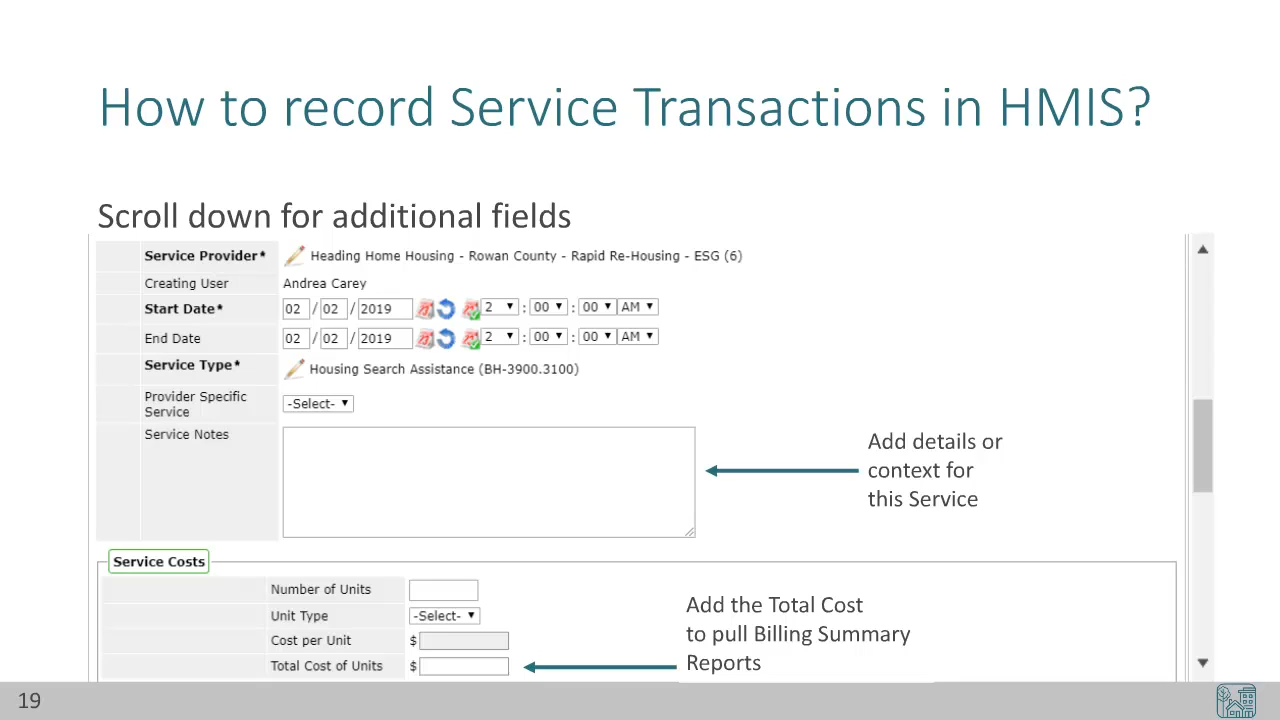 How to record Service Transactions in HMIS?
Scroll down for additional fields
Service Provider* Heading Home Housing - Rowan County - Rapid Re-Housing - ESG (6)
Creating User Andrea Carey
Start Date* 02 / 02 / 2019 2 : 00 : 00 AM
End Date 02 / 02 / 2019 2 : 00 : 00 AM
Service Type* Housing Search Assistance (BH-3900.3100)
Provider Specific
Service
-Select-
Service Notes
Add details or
context for
this Service
Service Costs
Number of Units
Unit Type -Select-
Cost per Unit $
Total Cost of Units $
Add the Total Cost
to pull Billing Summary
Reports
19